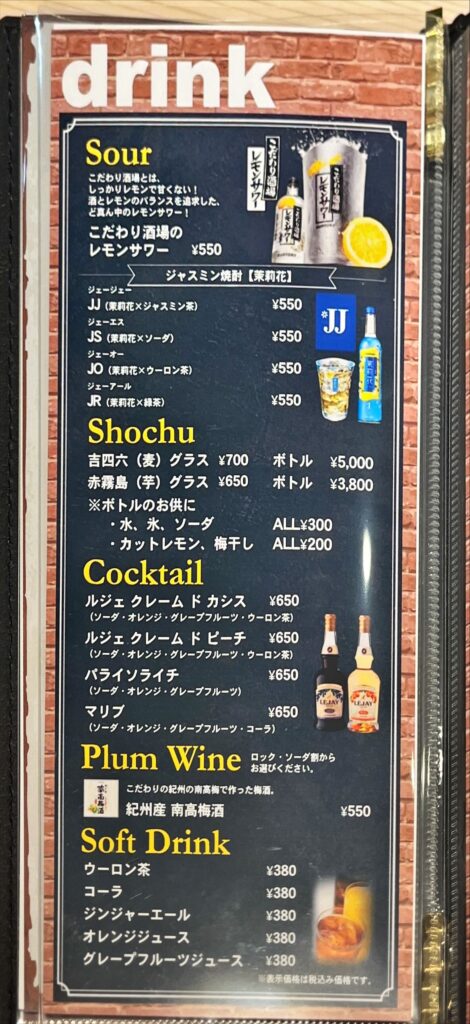 drink
Sour
こだわり酒場とは、
しっかりレモンで甘くない！
酒とレモンのバランスを追求した、
ど真ん中のレモンサワー！
こだわり酒場の
レモンサワー ¥550
こだわり酒場
レモンサワー
ジャスミン焼酎【茉莉花】
ジェージェー
JJ（茉莉花×ジャスミン茶） ¥550
ジェーエス
JS（茉莉花×ソーダ） ¥550
ジェーオー
JO（茉莉花×ウーロン茶） ¥550
ジェーアール
JR（茉莉花×緑茶） ¥550
JJ
茉莉花
Shochu
吉四六（麦）グラス ¥700 ボトル ¥5,000
赤霧島（芋）グラス ¥650 ボトル ¥3,800
※ボトルのお供に
・水、氷、ソーダ ALL¥300
・カットレモン、梅干し ALL¥200
Cocktail
ルジェ クレーム ド カシス ¥650
（ソーダ・オレンジ・グレープフルーツ・ウーロン茶）
ルジェ クレーム ド ピーチ ¥650
（ソーダ・オレンジ・グレープフルーツ・ウーロン茶）
パライソライチ ¥650
（ソーダ・オレンジ・グレープフルーツ）
マリブ ¥650
（ソーダ・オレンジ・グレープフルーツ・コーラ）
LEJAY
LEJAY
Plum Wine ロック・ソーダ割から
お選びください。
こだわりの紀州の南高梅で作った梅酒。
紀州産 南高梅酒 ¥550
Soft Drink
ウーロン茶 ¥380
コーラ ¥380
ジンジャーエール ¥380
オレンジジュース ¥380
グレープフルーツジュース ¥380
※表示価格は税込み価格です。